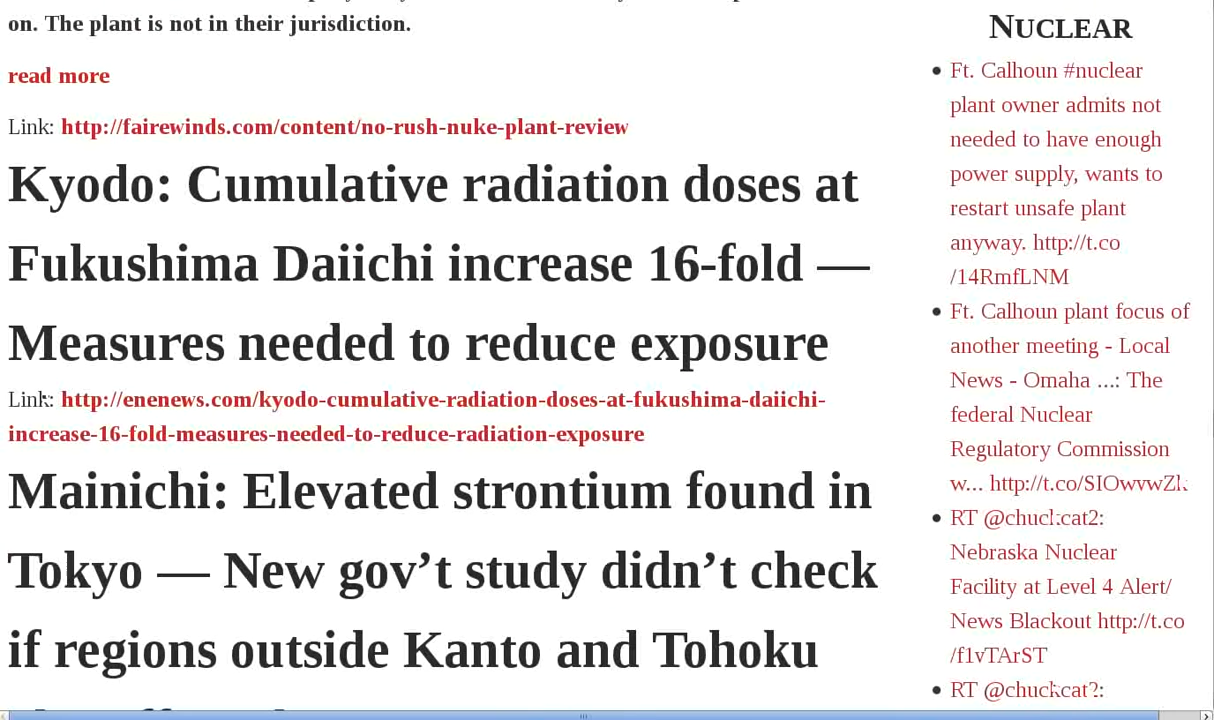 on. The plant is not in their jurisdiction.
read more
Link: http://fairewinds.com/content/no-rush-nuke-plant-review
Kyodo: Cumulative radiation doses at
Fukushima Daiichi increase 16-fold —
Measures needed to reduce exposure
Link: http://enenews.com/kyodo-cumulative-radiation-doses-at-fukushima-daiichi-
increase-16-fold-measures-needed-to-reduce-radiation-exposure
Mainichi: Elevated strontium found in
Tokyo — New gov’t study didn’t check
if regions outside Kanto and Tohoku
NUCLEAR
• Ft. Calhoun #nuclear
plant owner admits not
needed to have enough
power supply, wants to
restart unsafe plant
anyway. http://t.co
/14RmfLNM
• Ft. Calhoun plant focus of
another meeting - Local
News - Omaha ...: The
federal Nuclear
Regulatory Commission
w...
• RT @chuckcat2:
Nebraska Nuclear
Facility at Level 4 Alert/
News Blackout http://t.co
/f1vTArST
• RT @chuckcat2: